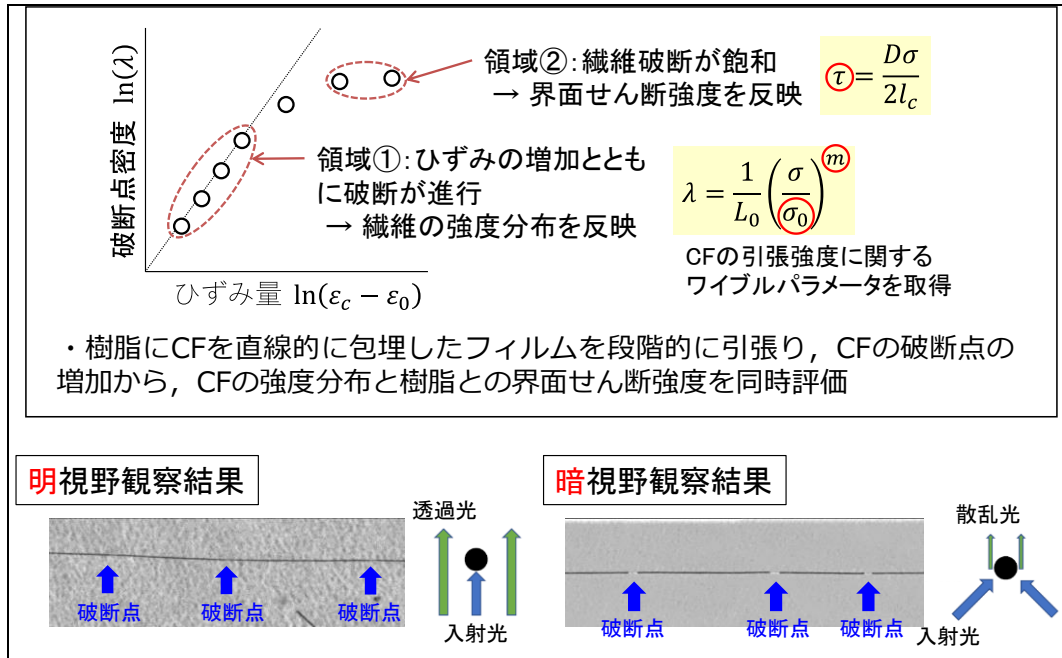 破断点密度 ln(λ)
ひずみ量 ln(ε_c − ε_0)
領域②：繊維破断が飽和
→ 界面せん断強度を反映
τ = Dσ / 2l_c
領域①：ひずみの増加ととも
に破断が進行
→ 繊維の強度分布を反映
λ = 1/L_0 (σ/σ_0)^m
CFの引張強度に関する
ワイブルパラメータを取得
・樹脂にCFを直線的に包埋したフィルムを段階的に引張り，CFの破断点の
増加から，CFの強度分布と樹脂との界面せん断強度を同時評価
明視野観察結果
破断点
破断点
破断点
透過光
入射光
暗視野観察結果
破断点
破断点
破断点
散乱光
入射光